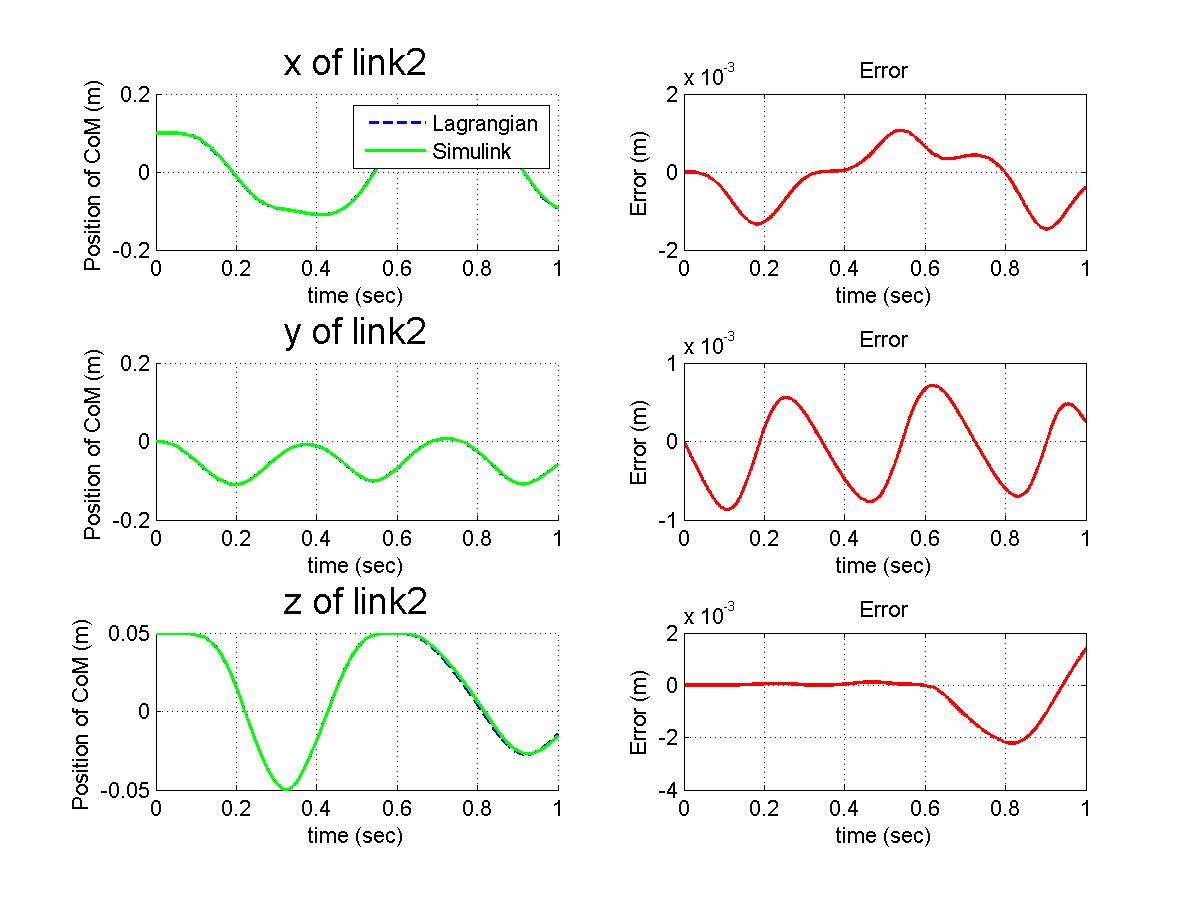 x of link2
Position of CoM (m)
0.2
0
-0.2
Lagrangian
Simulink
0 0.2 0.4 0.6 0.8 1
time (sec)
Error
x 10-3
Error (m)
2
0
-2
0 0.2 0.4 0.6 0.8 1
time (sec)
y of link2
Position of CoM (m)
0.2
0
-0.2
0 0.2 0.4 0.6 0.8 1
time (sec)
Error
x 10-3
Error (m)
1
0
-1
0 0.2 0.4 0.6 0.8 1
time (sec)
z of link2
Position of CoM (m)
0.05
0
-0.05
0 0.2 0.4 0.6 0.8 1
time (sec)
Error
x 10-3
Error (m)
2
0
-2
-4
0 0.2 0.4 0.6 0.8 1
time (sec)